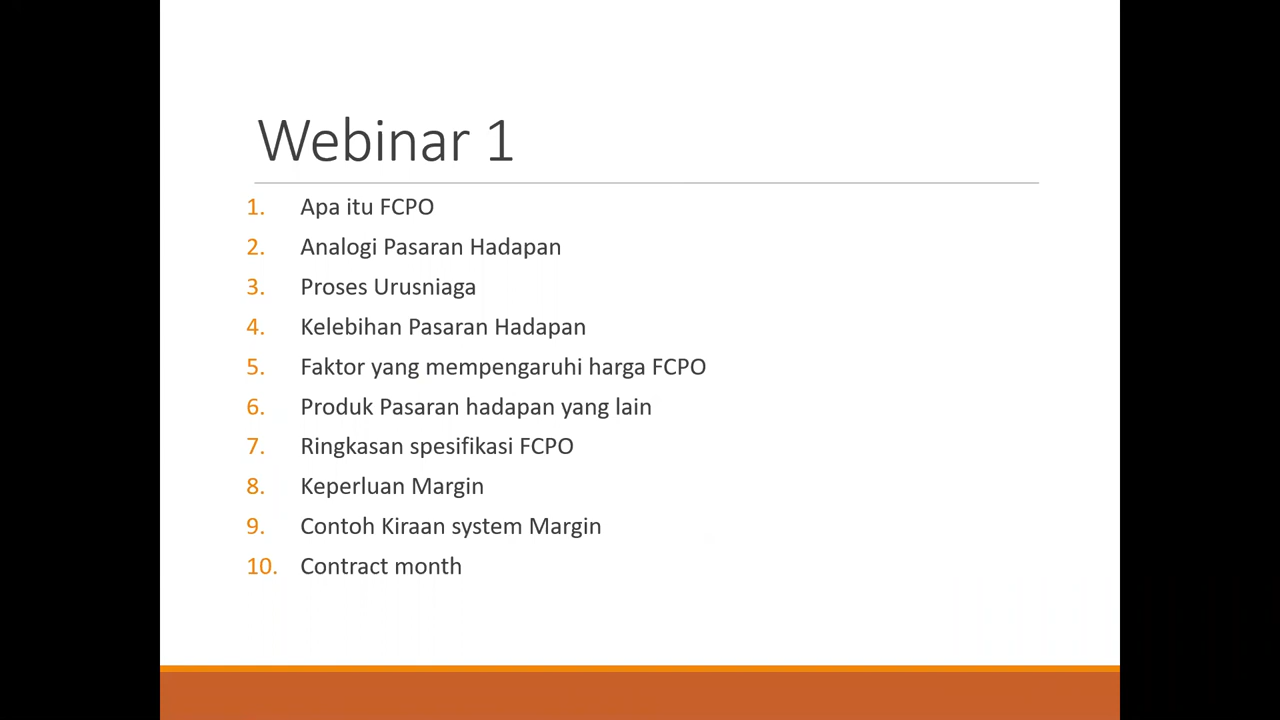 Webinar 1
1. Apa itu FCPO
2. Analogi Pasaran Hadapan
3. Proses Urusniaga
4. Kelebihan Pasaran Hadapan
5. Faktor yang mempengaruhi harga FCPO
6. Produk Pasaran hadapan yang lain
7. Ringkasan spesifikasi FCPO
8. Keperluan Margin
9. Contoh Kiraan system Margin
10. Contract month